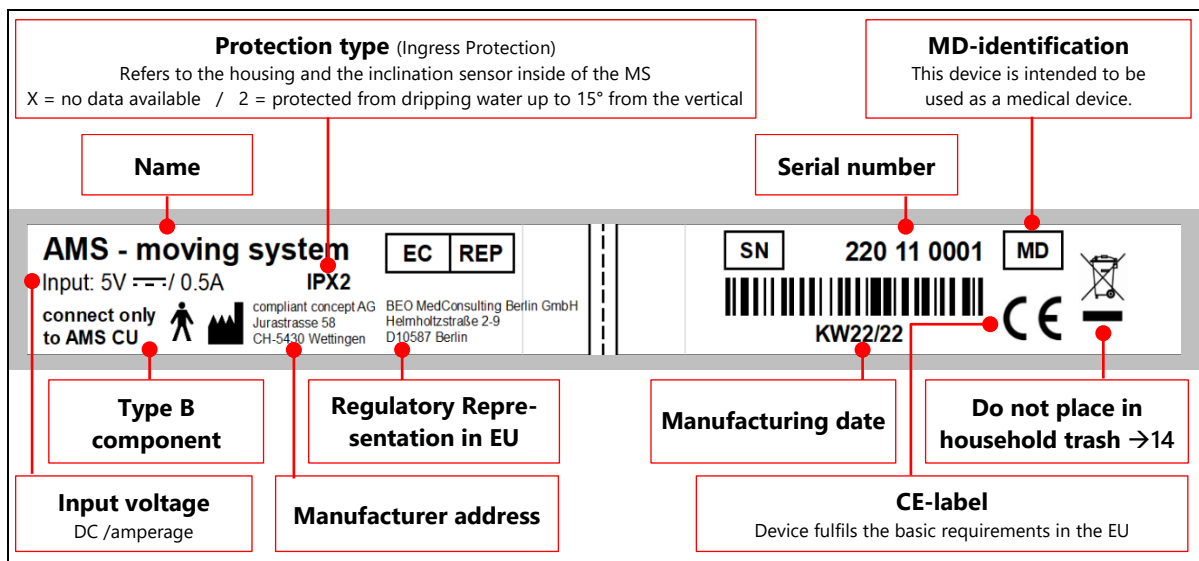 Protection type (Ingress Protection)
Refers to the housing and the inclination sensor inside of the MS
X = no data available / 2 = protected from dripping water up to 15° from the vertical
MD-identification
This device is intended to be
used as a medical device.
Name
Serial number
AMS - moving system
Input: 5V ⎓/ 0.5A
IPX2
connect only
to AMS CU
compliant concept AG
Jurastrasse 58
CH-5430 Wettingen
EC REP
BEO MedConsulting Berlin GmbH
Helmholtzstraße 2-9
D10587 Berlin
SN
220 11 0001
MD
KW22/22
CE
Type B
component
Regulatory Repre-
sentation in EU
Manufacturing date
Do not place in
household trash →14
Input voltage
DC /amperage
Manufacturer address
CE-label
Device fulfils the basic requirements in the EU